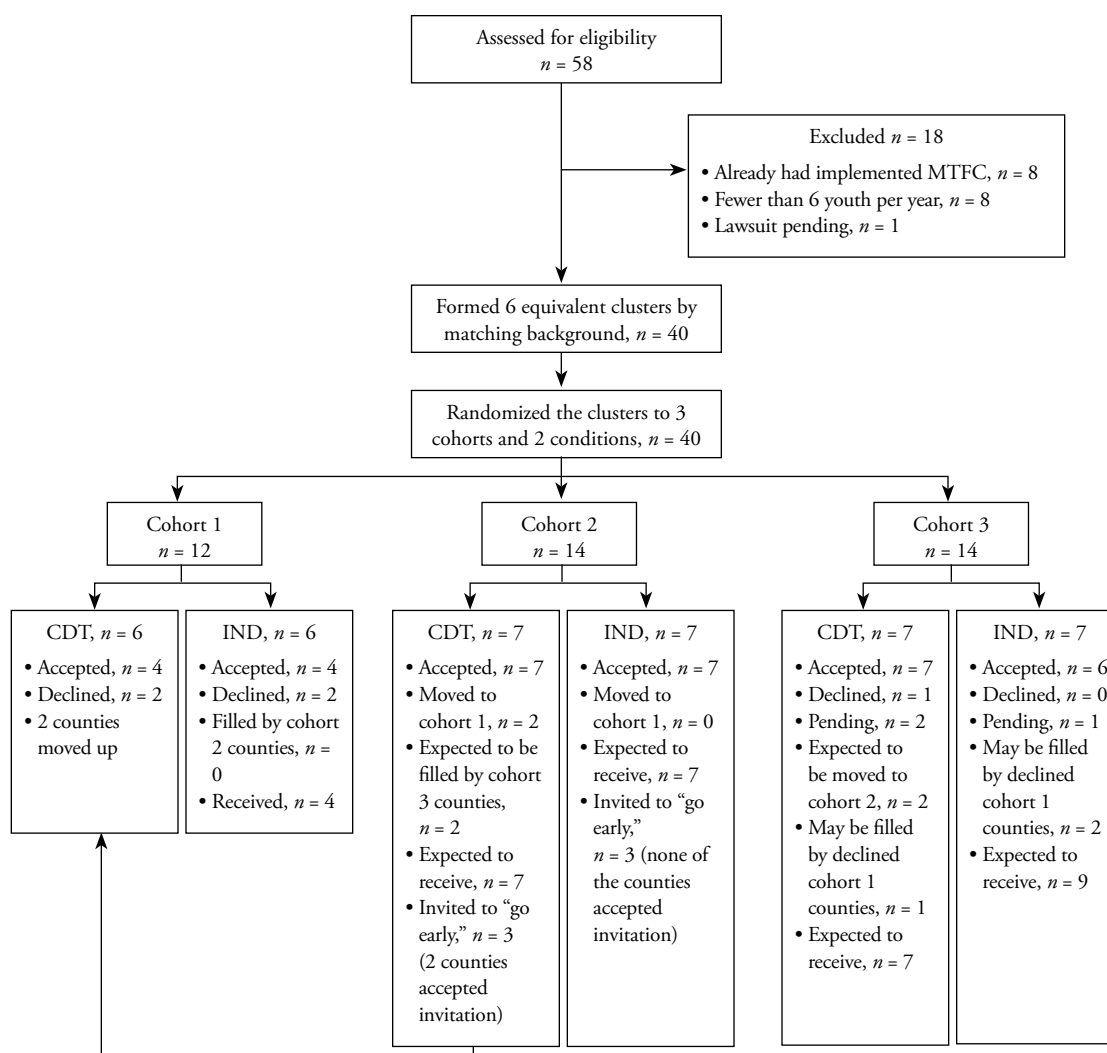 Assessed for eligibility
n = 58
Excluded n = 18
• Already had implemented MTFC, n = 8
• Fewer than 6 youth per year, n = 8
• Lawsuit pending, n = 1
Formed 6 equivalent clusters by
matching background, n = 40
Randomized the clusters to 3
cohorts and 2 conditions, n = 40
Cohort 1
n = 12
Cohort 2
n = 14
Cohort 3
n = 14
CDT, n = 6
• Accepted, n = 4
• Declined, n = 2
• 2 counties
moved up
IND, n = 6
• Accepted, n = 4
• Declined, n = 2
• Filled by cohort
2 counties, n =
0
• Received, n = 4
CDT, n = 7
• Accepted, n = 7
• Moved to
cohort 1, n = 2
• Expected to be
filled by cohort
3 counties,
n = 2
• Expected to
receive, n = 7
• Invited to “go
early,” n = 3
(2 counties
accepted
invitation)
IND, n = 7
• Accepted, n = 7
• Moved to
cohort 1, n = 0
• Expected to
receive, n = 7
• Invited to “go
early,”
n = 3 (none of
the counties
accepted
invitation)
CDT, n = 7
• Accepted, n = 7
• Declined, n = 1
• Pending, n = 2
• Expected to
be moved to
cohort 2, n = 2
• May be filled
by declined
cohort 1
counties, n = 1
• Expected to
receive, n = 7
IND, n = 7
• Accepted, n = 6
• Declined, n = 0
• Pending, n = 1
• May be filled
by declined
cohort 1
counties, n = 2
• Expected to
receive, n = 9